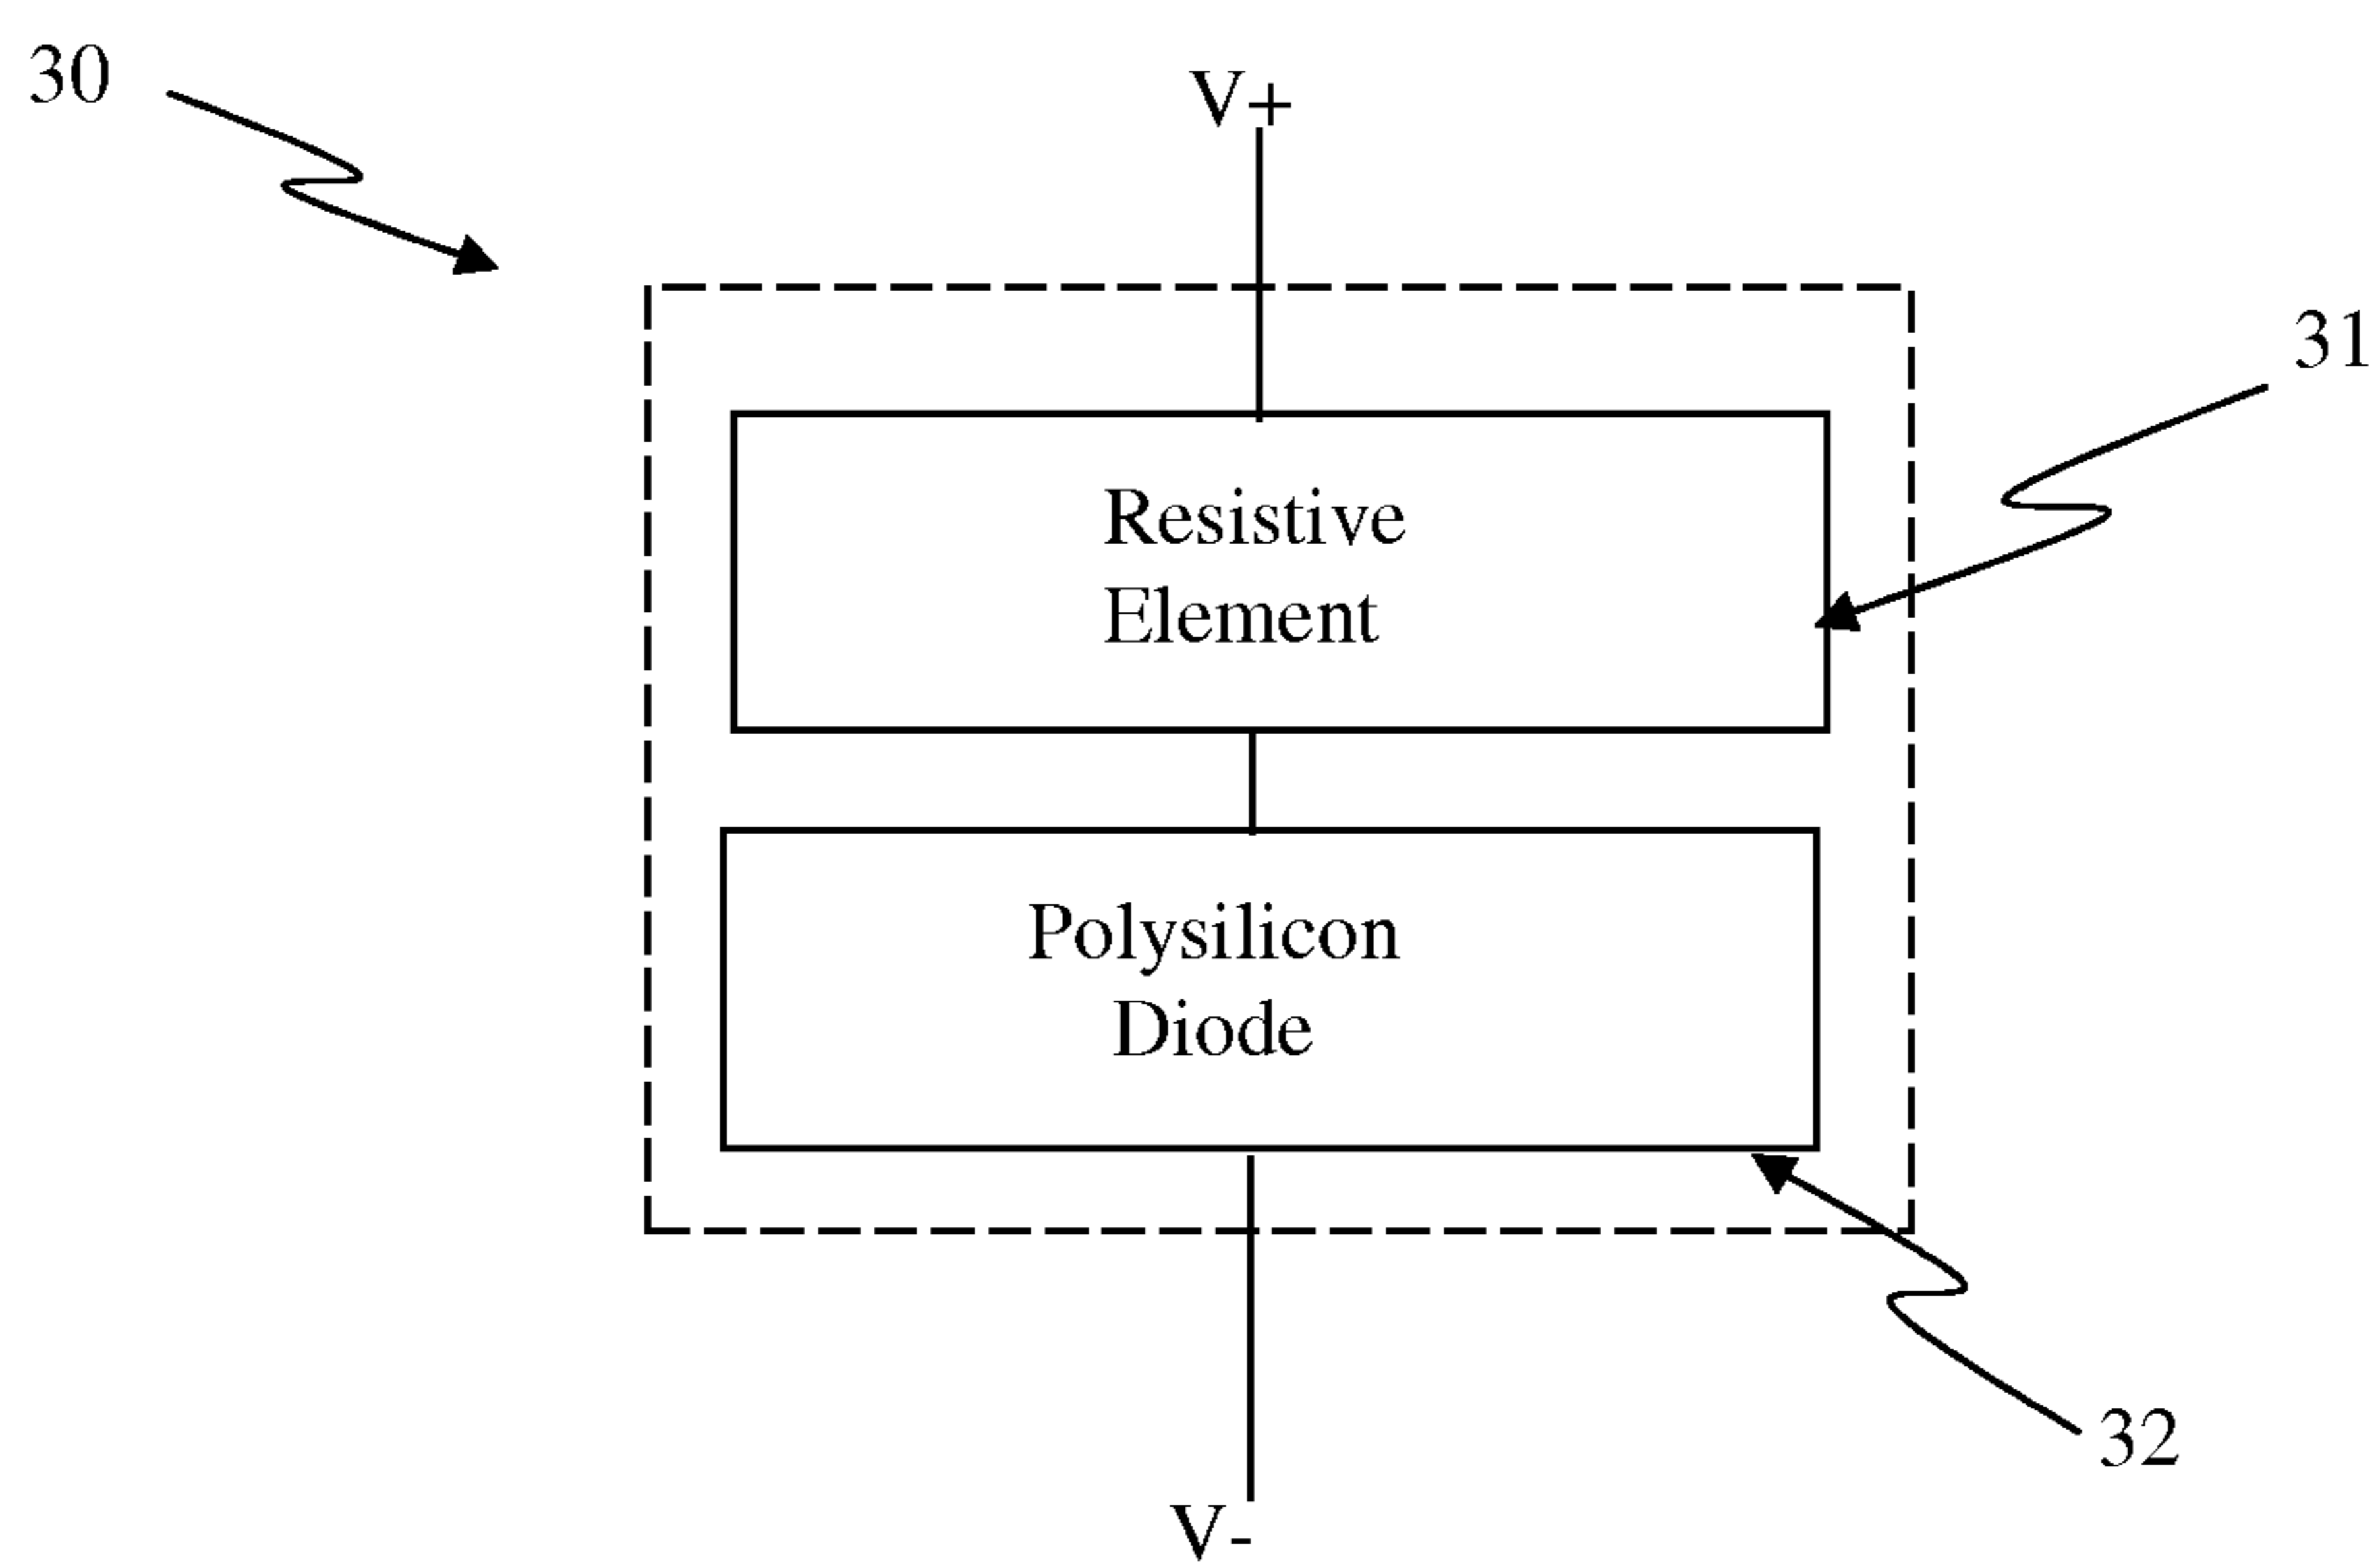 30
V+
31
Resistive
Element
Polysilicon
Diode
32
V-